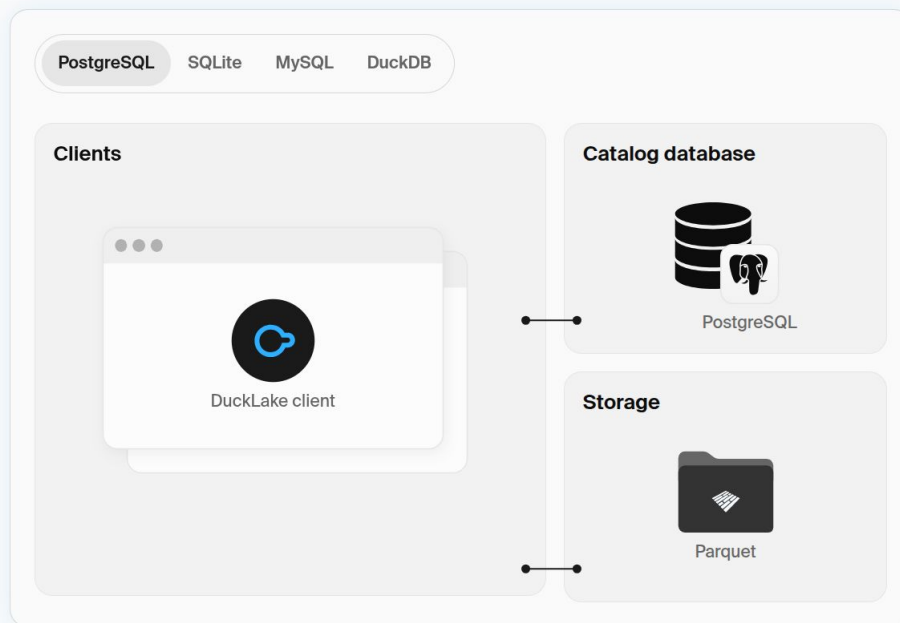 PostgreSQL SQLite MySQL DuckDB
Clients
Catalog database
PostgreSQL
DuckLake client
Storage
Parquet